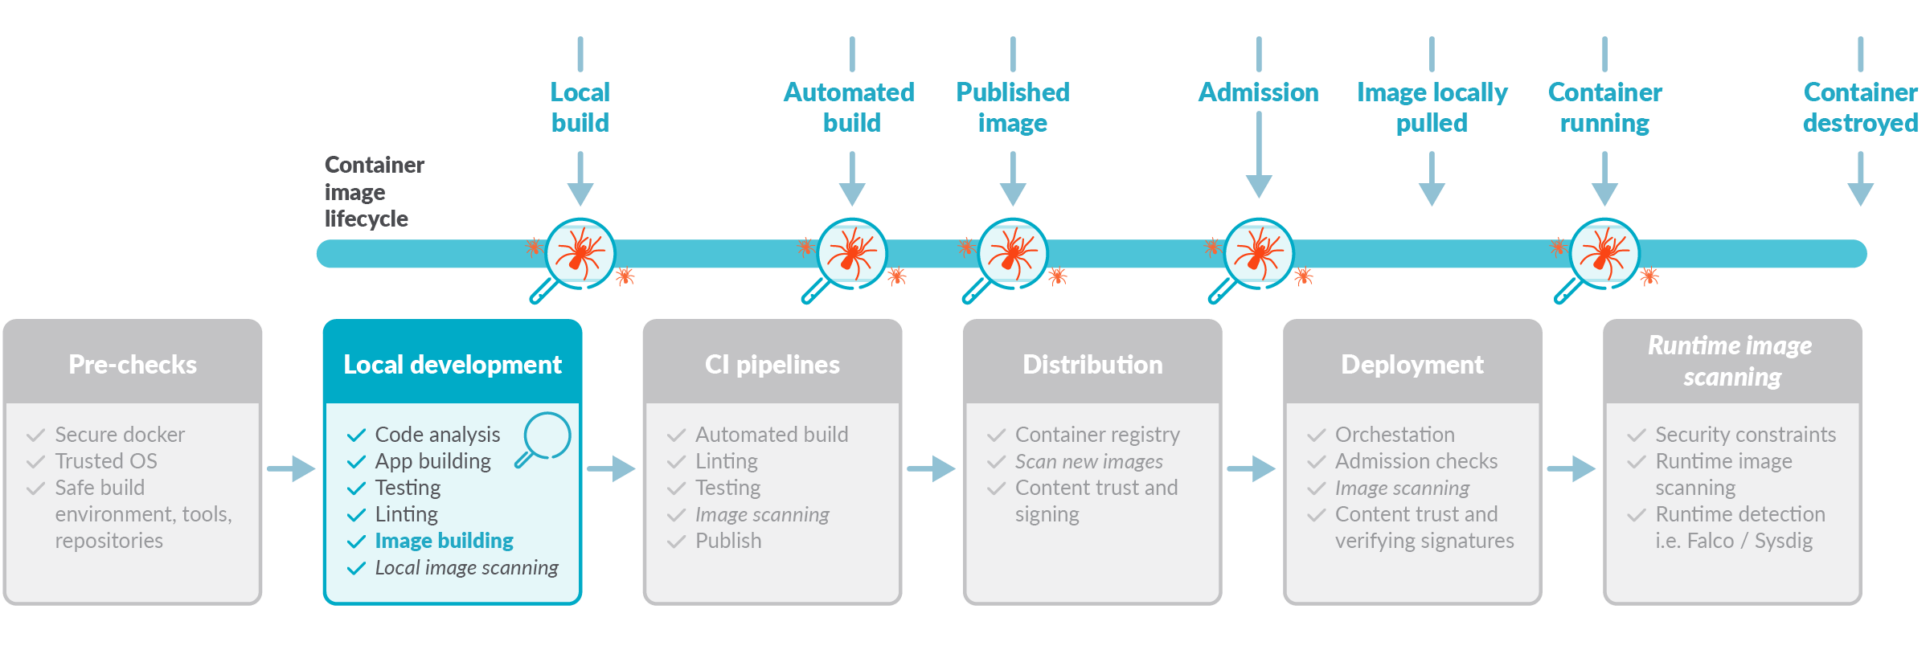 Local
build
Automated
build
Published
image
Admission
Image locally
pulled
Container
running
Container
destroyed
Container
image
lifecycle
Pre-checks
Secure docker
Trusted OS
Safe build
environment, tools,
repositories
Local development
Code analysis
App building
Testing
Linting
Image building
Local image scanning
CI pipelines
Automated build
Linting
Testing
Image scanning
Publish
Distribution
Container registry
Scan new images
Content trust and
signing
Deployment
Orchestation
Admission checks
Image scanning
Content trust and
verifying signatures
Runtime image
scanning
Security constraints
Runtime image
scanning
Runtime detection
i.e. Falco / Sysdig